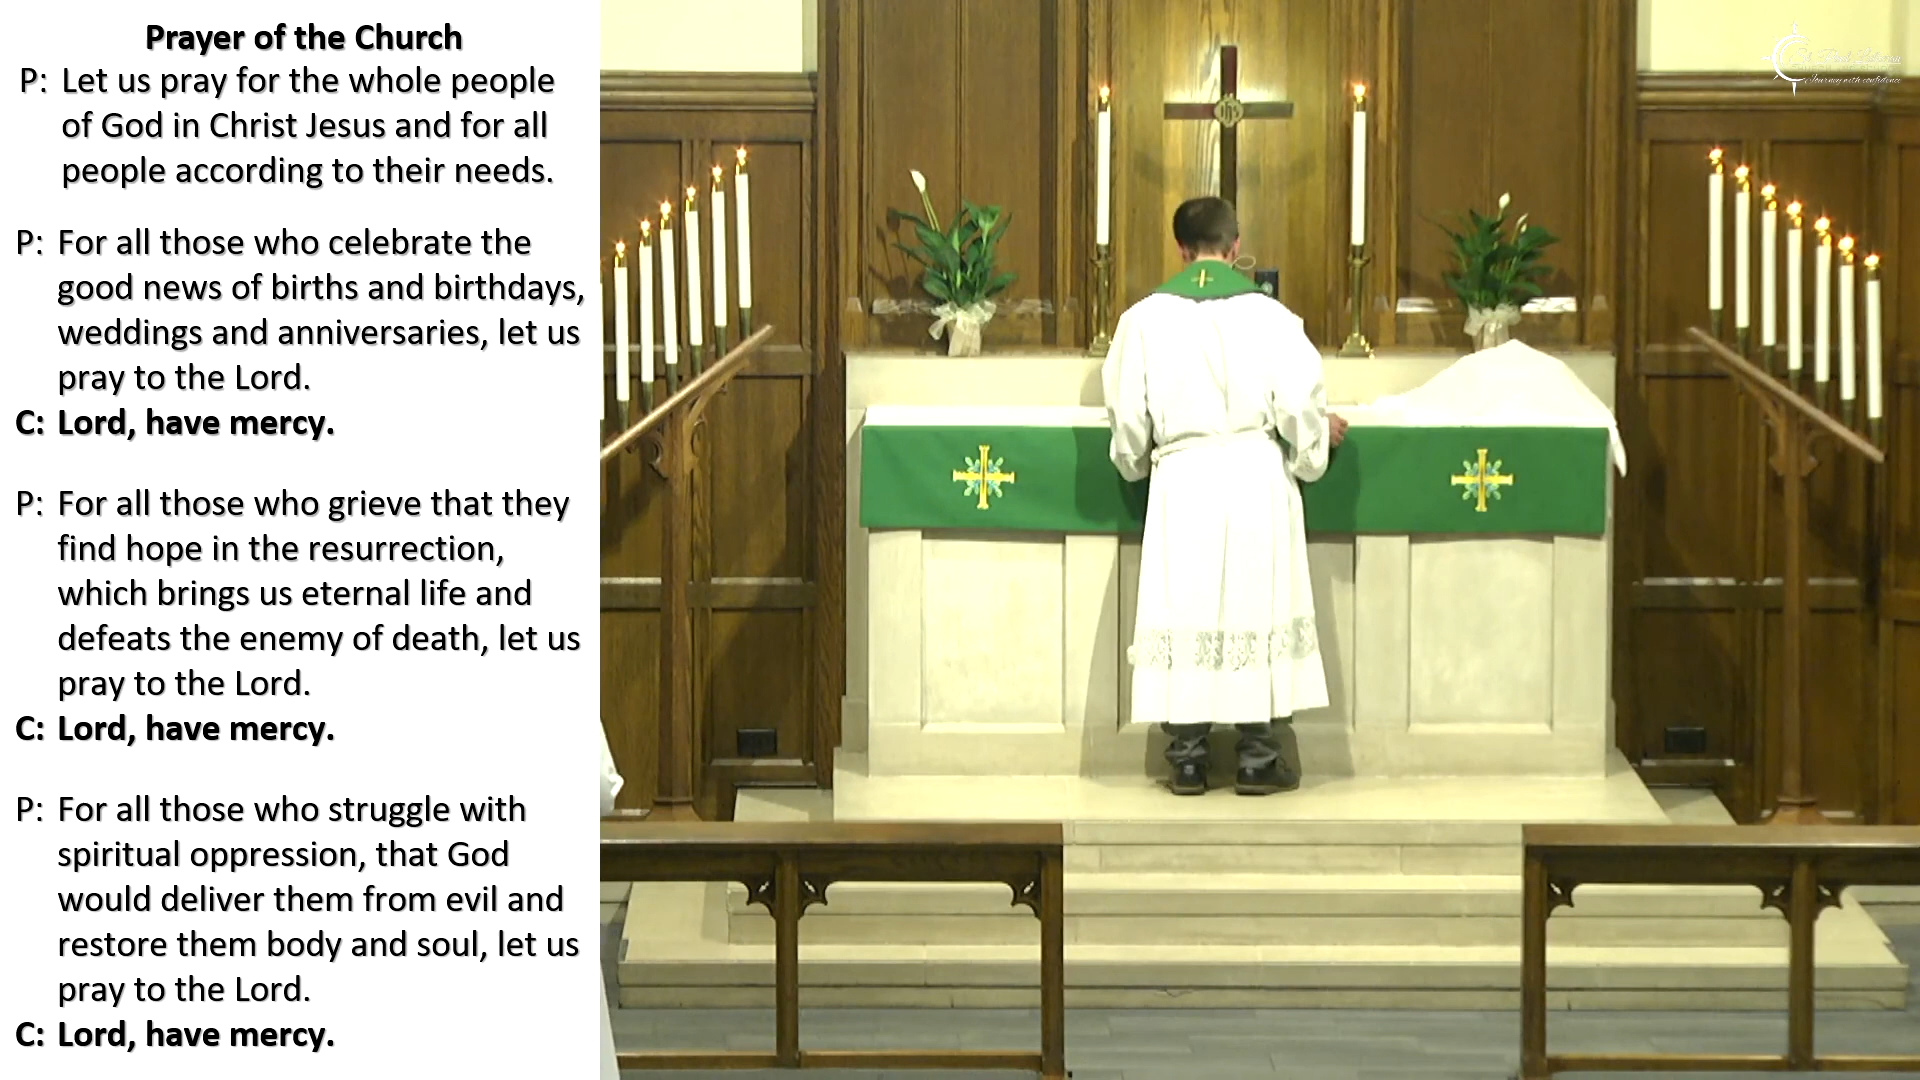 Prayer of the Church
P: Let us pray for the whole people
of God in Christ Jesus and for all
people according to their needs.
P: For all those who celebrate the
good news of births and birthdays,
weddings and anniversaries, let us
pray to the Lord.
C: Lord, have mercy.
P: For all those who grieve that they
find hope in the resurrection,
which brings us eternal life and
defeats the enemy of death, let us
pray to the Lord.
C: Lord, have mercy.
P: For all those who struggle with
spiritual oppression, that God
would deliver them from evil and
restore them body and soul, let us
pray to the Lord.
C: Lord, have mercy.
Journey with confidence